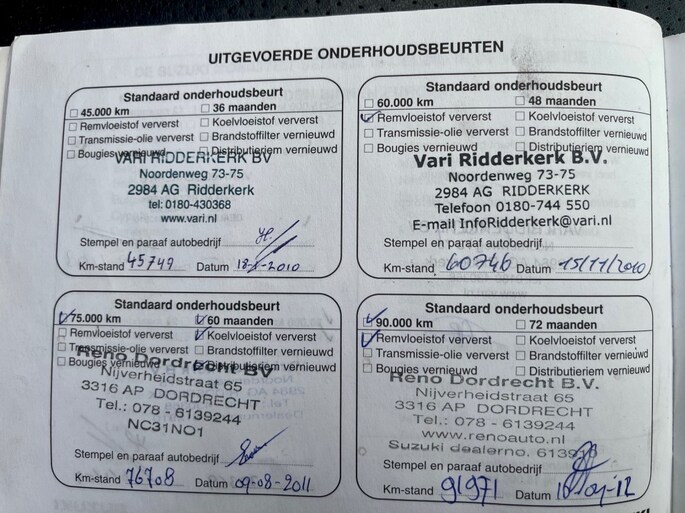 UITGEVOERDE ONDERHOUDSBEURTEN
Standaard onderhoudsbeurt
45.000 km 36 maanden
Remvloeistof ververst Koelvloeistof ververst
Transmissie-olie ververst Brandstoffilter vernieuwd
Bougies vernieuwd Distributieriem vernieuwd
VARI RIDDERKERK BV
Noordenweg 73-75
2984 AG Ridderkerk
tel: 0180-430368
www.vari.nl
Stempel en paraaf autobedrijf
Km-stand 45749 Datum 2010
Standaard onderhoudsbeurt
60.000 km 48 maanden
Remvloeistof ververst Koelvloeistof ververst
Transmissie-olie ververst Brandstoffilter vernieuwd
Bougies vernieuwd Distributieriem vernieuwd
Vari Ridderkerk B.V.
Noordenweg 73-75
2984 AG RIDDERKERK
Telefoon 0180-744 550
E-mail InfoRidderkerk@vari.nl
Stempel en paraaf autobedrijf
Km-stand 60746 Datum 15/11/2010
Standaard onderhoudsbeurt
75.000 km 60 maanden
Remvloeistof ververst Koelvloeistof ververst
Transmissie-olie ververst Brandstoffilter vernieuwd
Bougies vernieuwd Distributieriem vernieuwd
Reno Dordrecht BV
Nijverheidstraat 65
3316 AP DORDRECHT
Tel.: 078 - 6139244
NC31NO1
Stempel en paraaf autobedrijf
Km-stand 76708 Datum 09-08-2011
Standaard onderhoudsbeurt
90.000 km 72 maanden
Remvloeistof ververst Koelvloeistof ververst
Transmissie-olie ververst Brandstoffilter vernieuwd
Bougies vernieuwd Distributieriem vernieuwd
Reno Dordrecht B.V.
Nijverheidstraat 65
3316 AP DORDRECHT
Tel.: 078 - 6139244
www.renoauto.nl
Suzuki dealerno.
Stempel en paraaf autobedrijf
Km-stand 91971 Datum